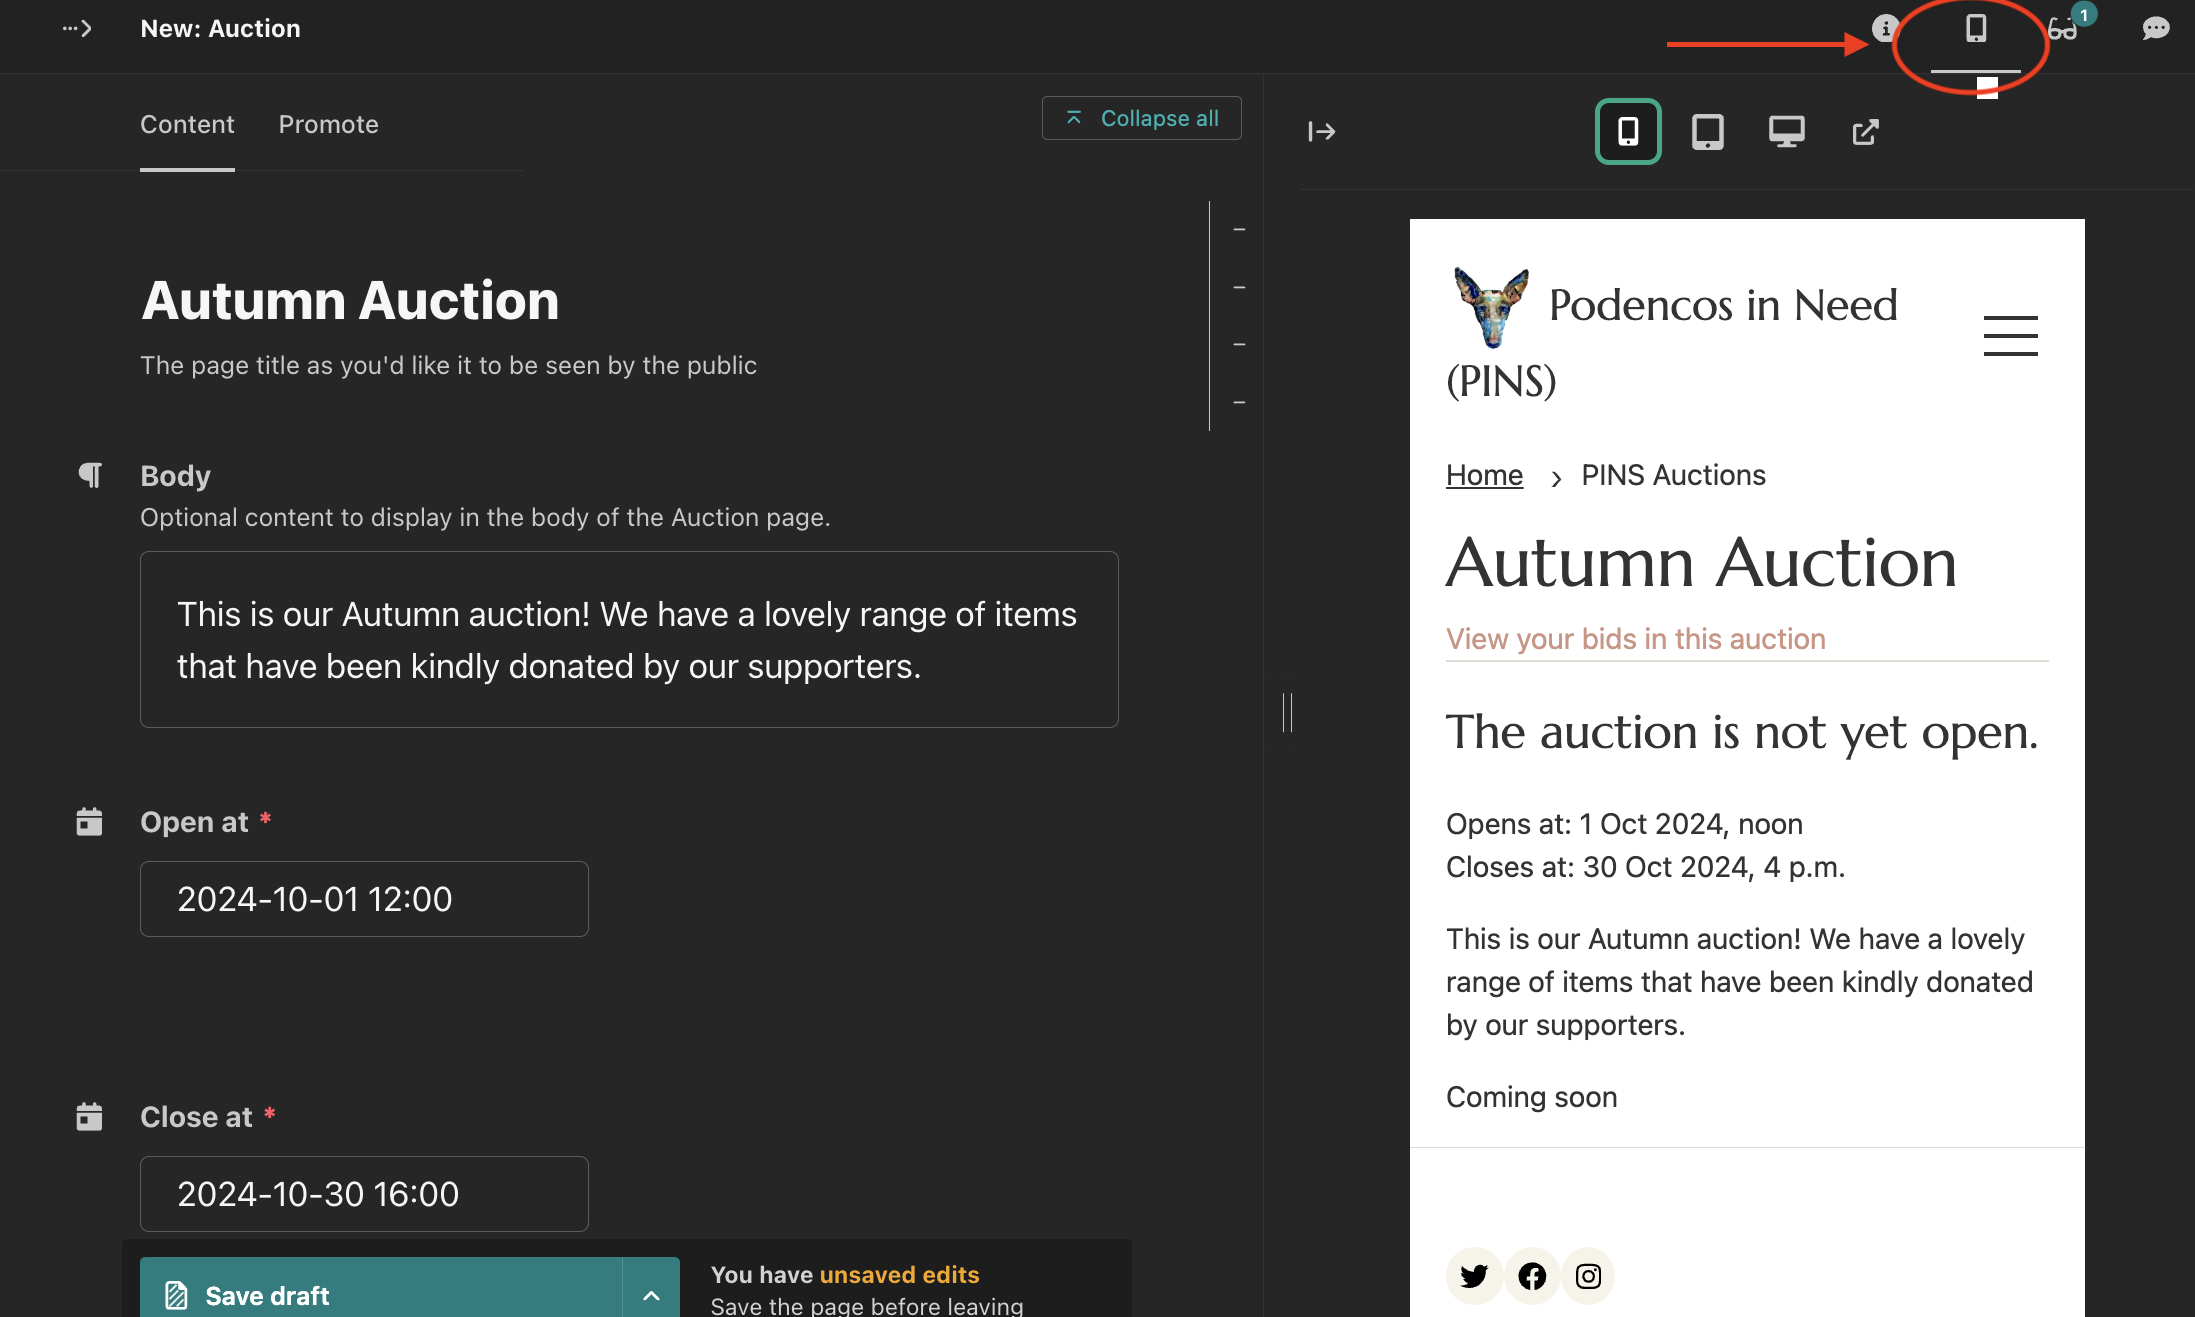 New: Auction
1
Content
Promote
Collapse all
Autumn Auction
The page title as you'd like it to be seen by the public
Body
Optional content to display in the body of the Auction page.
This is our Autumn auction! We have a lovely range of items
that have been kindly donated by our supporters.
Open at *
2024-10-01 12:00
Close at *
2024-10-30 16:00
Save draft
You have unsaved edits
Save the page before leaving
Podencos in Need
(PINS)
Home › PINS Auctions
Autumn Auction
View your bids in this auction
The auction is not yet open.
Opens at: 1 Oct 2024, noon
Closes at: 30 Oct 2024, 4 p.m.
This is our Autumn auction! We have a lovely
range of items that have been kindly donated
by our supporters.
Coming soon